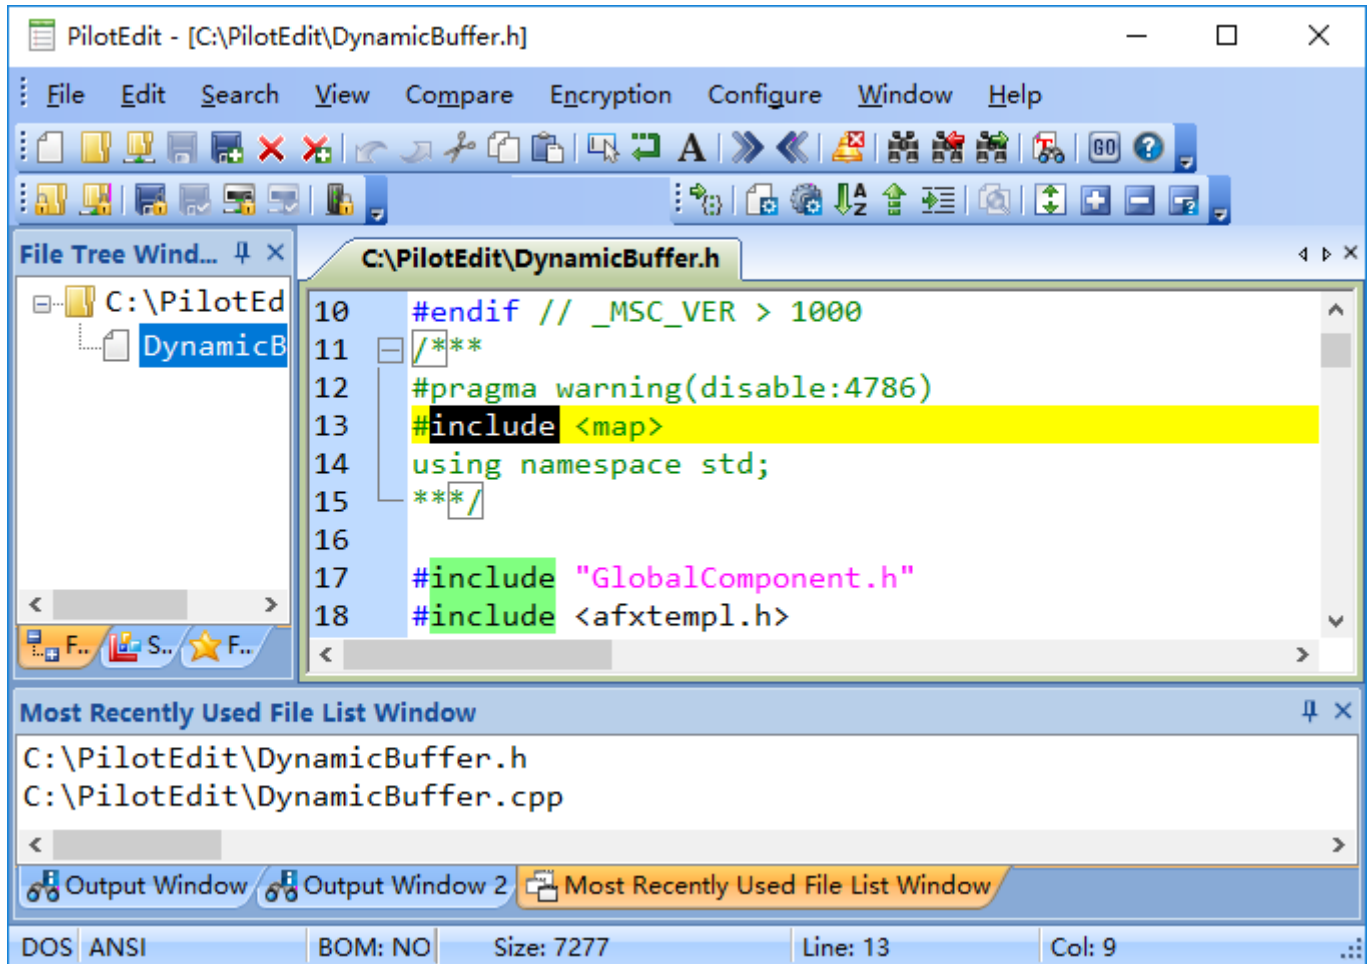 PilotEdit - [C:\PilotEdit\DynamicBuffer.h]
File Edit Search View Compare Encryption Configure Window Help
A GO ?
A Z
File Tree Wind...
C:\PilotEdit\DynamicBuffer.h
C:\PilotEd
DynamicB
10 #endif // _MSC_VER > 1000
11 /***
12 #pragma warning(disable:4786)
13 #include <map>
14 using namespace std;
15 ***/
16
17 #include "GlobalComponent.h"
18 #include <afxtempl.h>
F.. S.. F..
Most Recently Used File List Window
C:\PilotEdit\DynamicBuffer.h
C:\PilotEdit\DynamicBuffer.cpp
Output Window Output Window 2 Most Recently Used File List Window
DOS ANSI BOM: NO Size: 7277 Line: 13 Col: 9